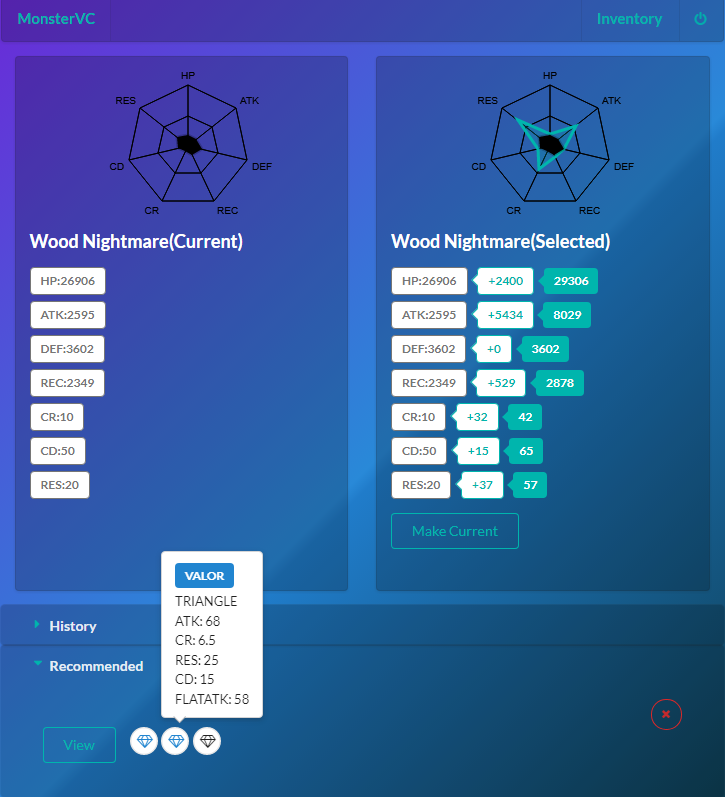 MonsterVC
Inventory
HP
RES
ATK
CD
DEF
CR
REC
Wood Nightmare(Current)
HP:26906
ATK:2595
DEF:3602
REC:2349
CR:10
CD:50
RES:20
HP
RES
ATK
CD
DEF
CR
REC
Wood Nightmare(Selected)
HP:26906 +2400 29306
ATK:2595 +5434 8029
DEF:3602 +0 3602
REC:2349 +529 2878
CR:10 +32 42
CD:50 +15 65
RES:20 +37 57
Make Current
VALOR
TRIANGLE
ATK: 68
CR: 6.5
RES: 25
CD: 15
FLATATK: 58
History
Recommended
View